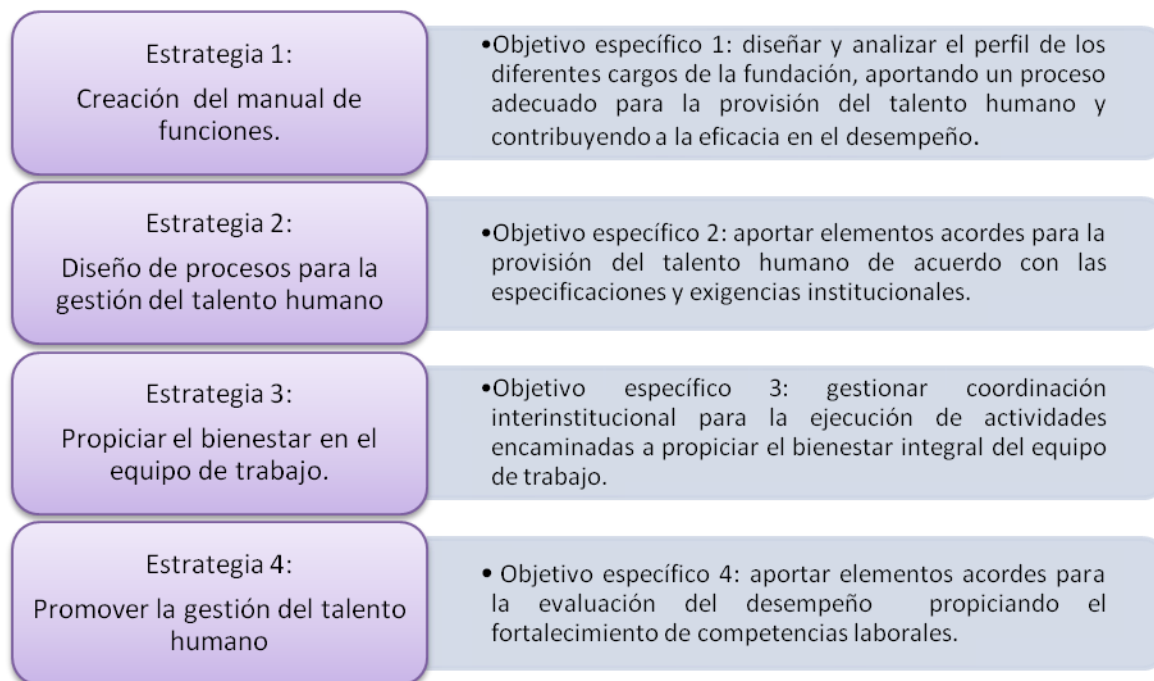 Estrategia 1:
Creación del manual de
funciones.
•Objetivo específico 1: diseñar y analizar el perfil de los
diferentes cargos de la fundación, aportando un proceso
adecuado para la provisión del talento humano y
contribuyendo a la eficacia en el desempeño.
Estrategia 2:
Diseño de procesos para la
gestión del talento humano
•Objetivo específico 2: aportar elementos acordes para la
provisión del talento humano de acuerdo con las
especificaciones y exigencias institucionales.
Estrategia 3:
Propiciar el bienestar en el
equipo de trabajo.
•Objetivo específico 3: gestionar coordinación
interinstitucional para la ejecución de actividades
encaminadas a propiciar el bienestar integral del equipo
de trabajo.
Estrategia 4:
Promover la gestión del talento
humano
• Objetivo específico 4: aportar elementos acordes para
la evaluación del desempeño propiciando el
fortalecimiento de competencias laborales.